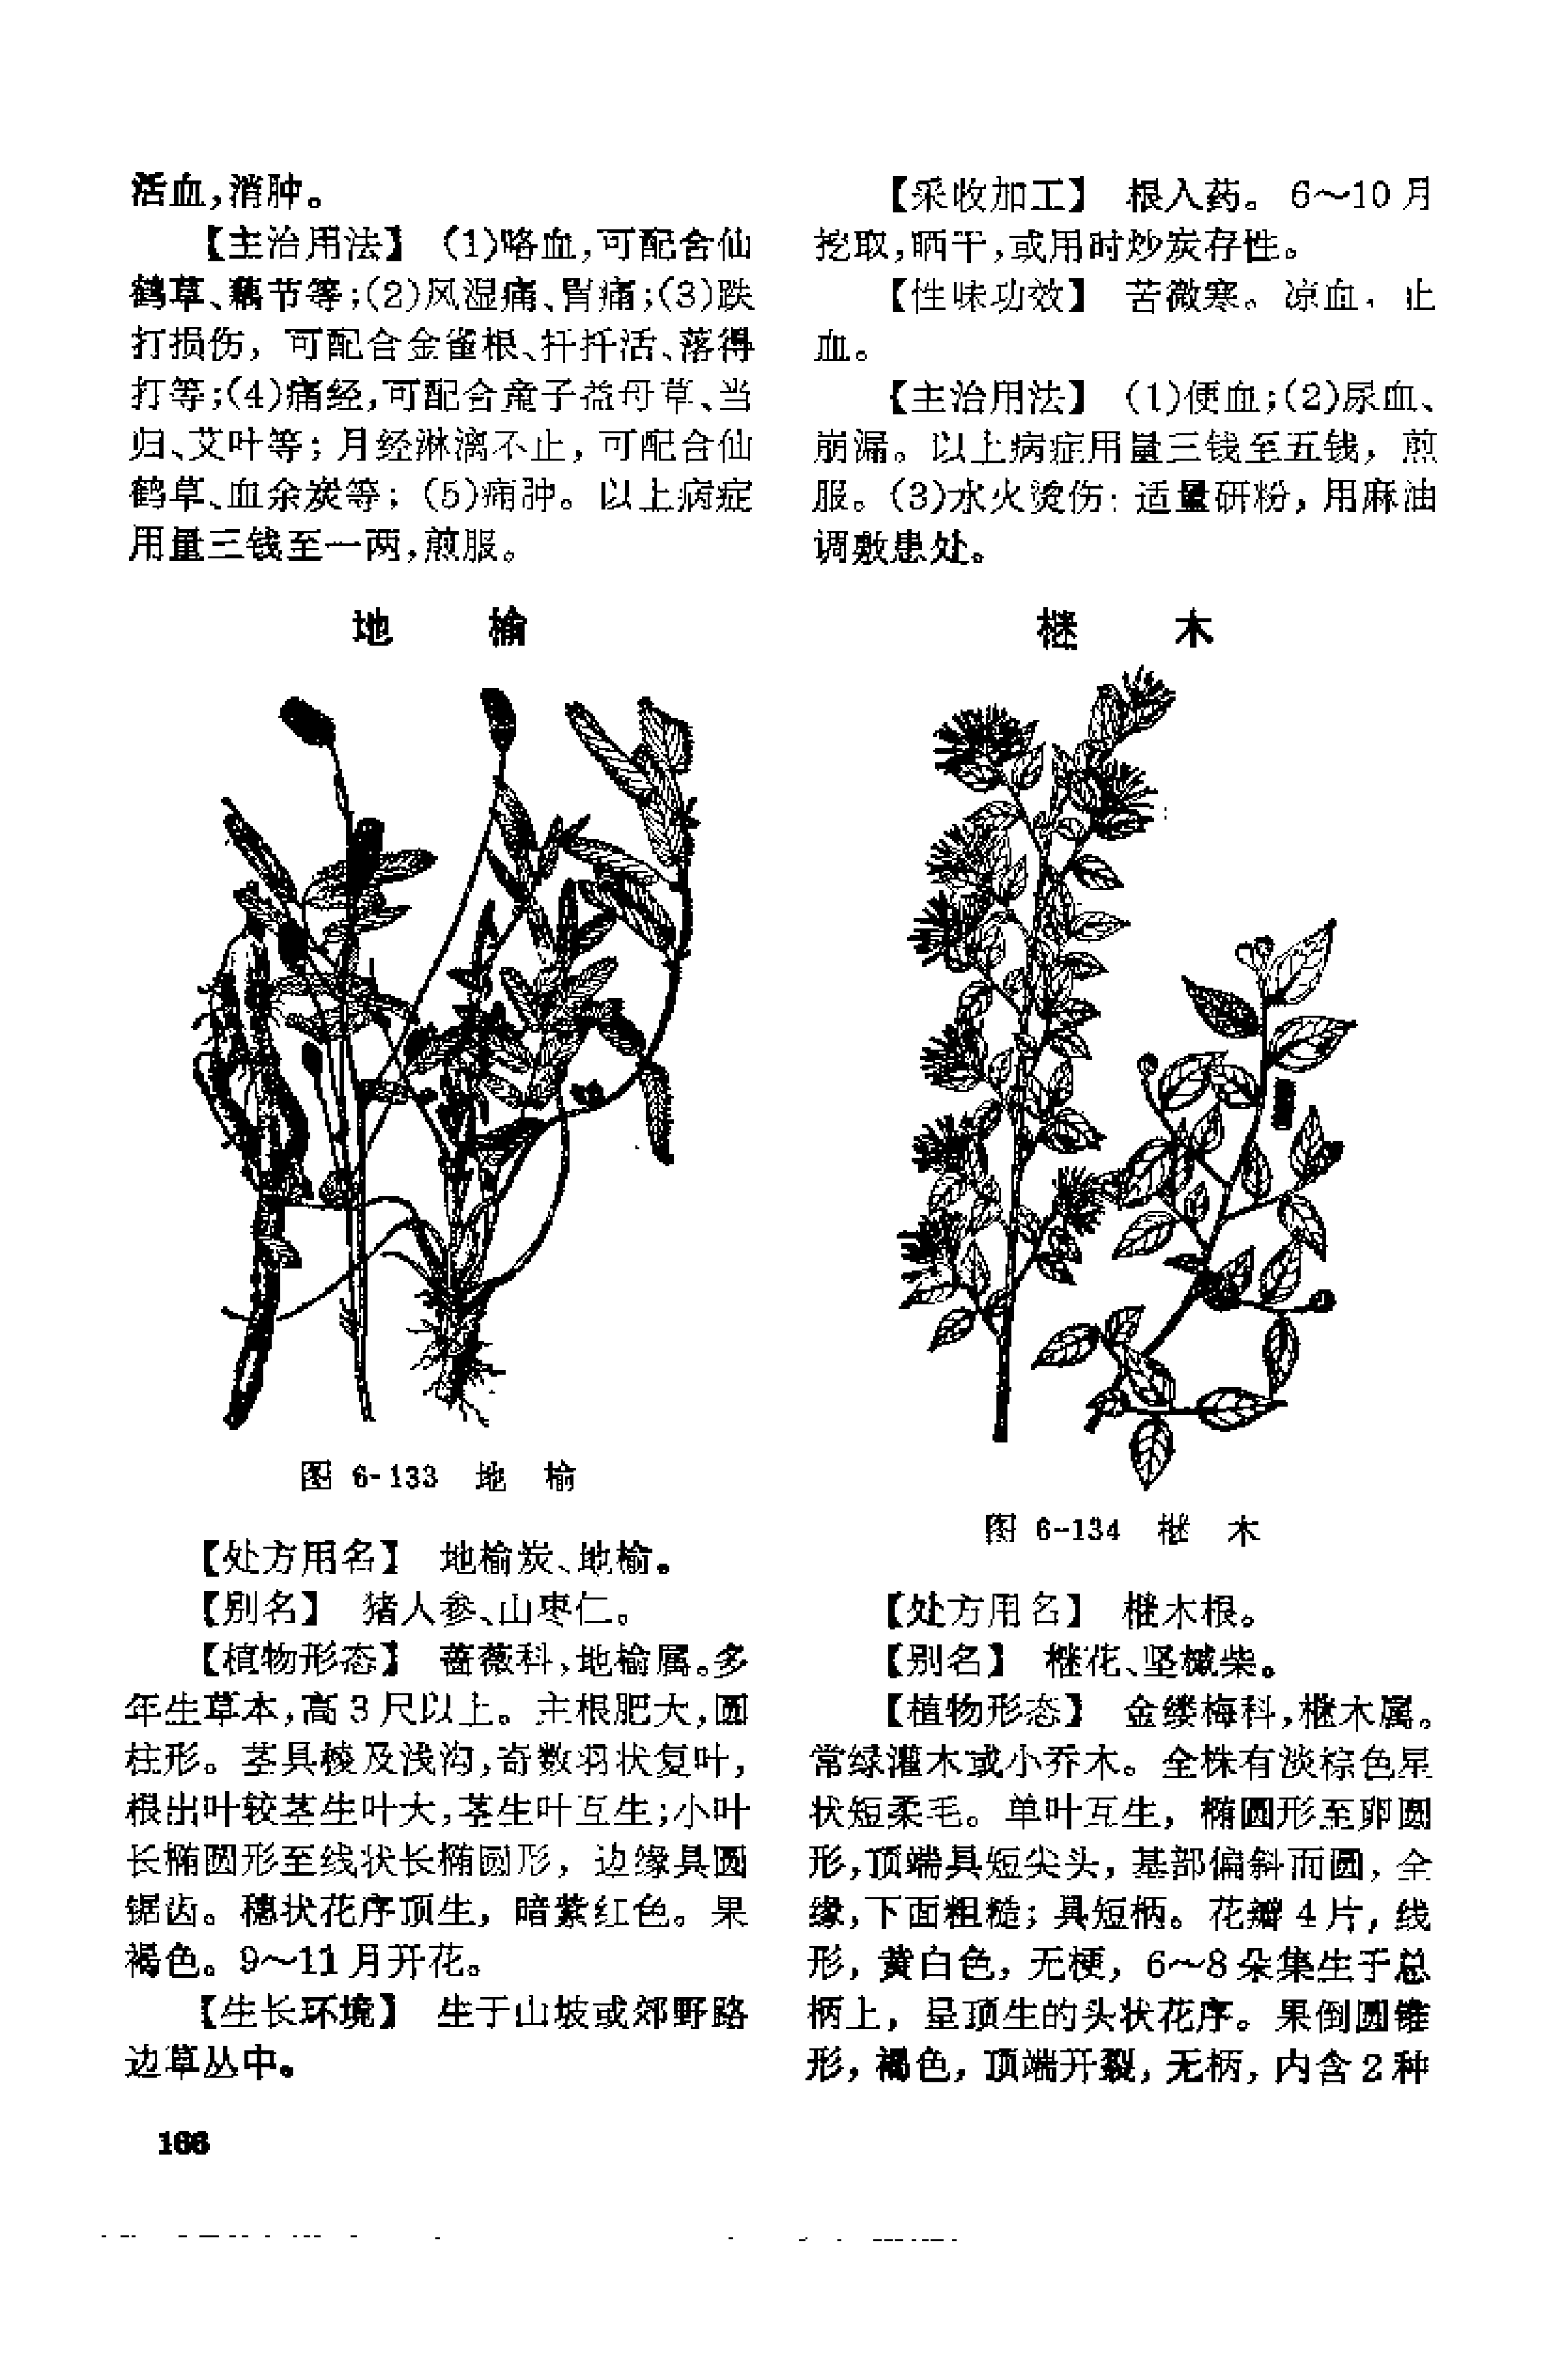 活血,消肿。
【主治用法】 (1)咯血,可配合仙
鹤草、藕节等;(2)风湿痛、胃痛;(3)跌
打损伤, 可配合金雀根、扦扦活、落得
打等;(4)痛经,可配合童子益母草、当
归、艾叶等; 月经淋漓不止, 可配合仙
鹤草、血余炭等; (5)痈肿。 以上病症
用量三钱至一两,煎服。
地 榆
图 6-133 地 榆
【处方用名】 地榆炭、地榆。
【别名】 猪人参、山枣仁。
【植物形态】 蔷薇科,地榆属。多
年生草本,高 3 尺以上。 主根肥大,圆
柱形。 茎具棱及浅沟,奇数羽状复叶,
根出叶较茎生叶大,茎生叶互生;小叶
长椭圆形至线状长椭圆形, 边缘具圆
锯齿。 穗状花序顶生, 暗紫红色。 果
褐色。 9~11 月开花。
【生长环境】 生于山坡或郊野路
边草丛中。
166
【采收加工】 根入药。 6~10 月
挖取,晒干,或用时炒炭存性。
【性味功效】 苦微寒。 凉血, 止
血。
【主治用法】 (1)便血;(2)尿血、
崩漏。 以上病症用量三钱至五钱, 煎
服。 (3)水火烫伤: 适量研粉, 用麻油
调敷患处。
檵 木
图 6-134 檵 木
【处方用名】 檵木根。
【别名】 檵花、坚槭柴。
【植物形态】 金缕梅科,檵木属。
常绿灌木或小乔木。 全株有淡棕色星
状短柔毛。 单叶互生, 椭圆形至卵圆
形,顶端具短尖头, 基部偏斜而圆, 全
缘,下面粗糙; 具短柄。 花瓣 4 片, 线
形, 黄白色, 无梗, 6~8 朵集生于总
柄上, 呈顶生的头状花序。 果倒圆锥
形, 褐色, 顶端开裂, 无柄, 内含 2 种